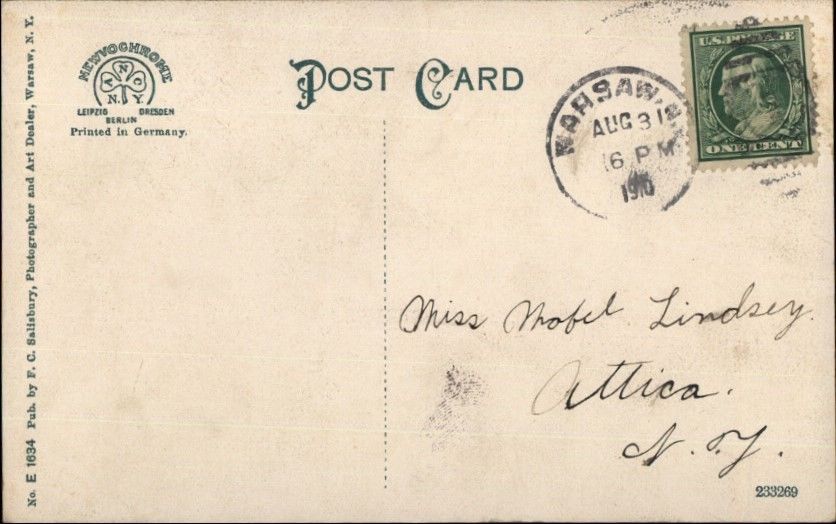 No. E 1634 Pub. by F. C. Salisbury, Photographer and Art Dealer, Warsaw, N. Y.
NEWVOCHROME
A N
N. Y.
LEIPZIG DRESDEN
BERLIN
Printed in Germany.
POST CARD
WARSAW, N.Y.
AUG 31
6 PM
1910
U.S. POSTAGE
ONE CENT
Miss Mabel Lindsey.
Attica.
N. Y.
233269